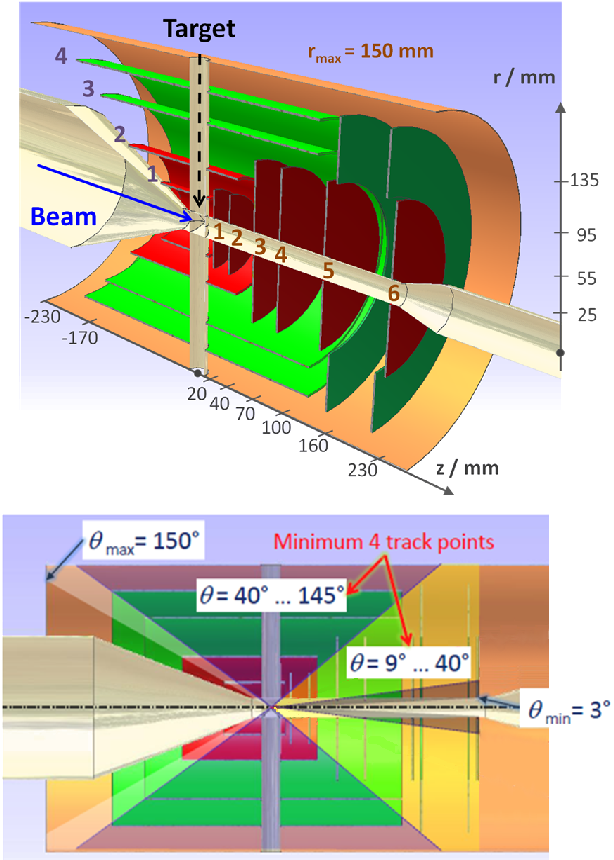 Target
r_max = 150 mm
r / mm
4
3
2
1
Beam
1
2
3
4
5
6
135
95
55
25
-230
-170
20
40
70
100
160
230
z / mm
θ_max = 150°
Minimum 4 track points
θ = 40° ... 145°
θ = 9° ... 40°
θ_min = 3°